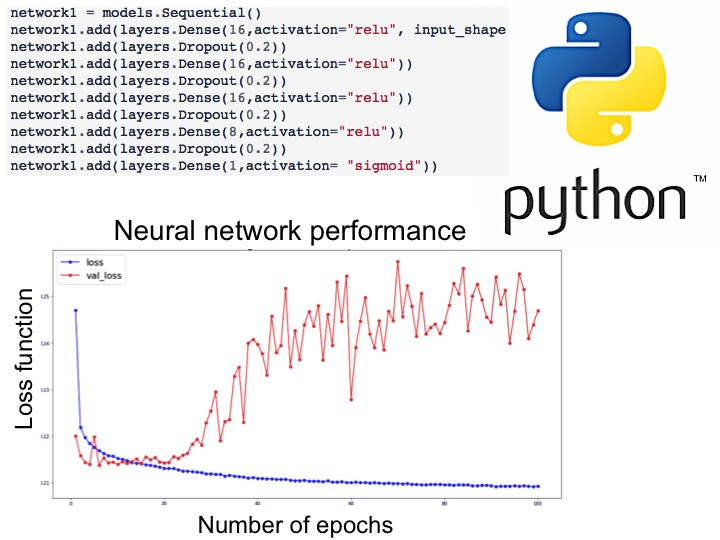 network1 = models.Sequential()
network1.add(layers.Dense(16,activation="relu", input_shape
network1.add(layers.Dropout(0.2))
network1.add(layers.Dense(16,activation="relu"))
network1.add(layers.Dropout(0.2))
network1.add(layers.Dense(16,activation="relu"))
network1.add(layers.Dropout(0.2))
network1.add(layers.Dense(8,activation="relu"))
network1.add(layers.Dropout(0.2))
network1.add(layers.Dense(1,activation= "sigmoid"))
python™
Neural network performance
loss
val_loss
125
124
123
122
121
Loss function
0
20
40
60
80
100
Number of epochs